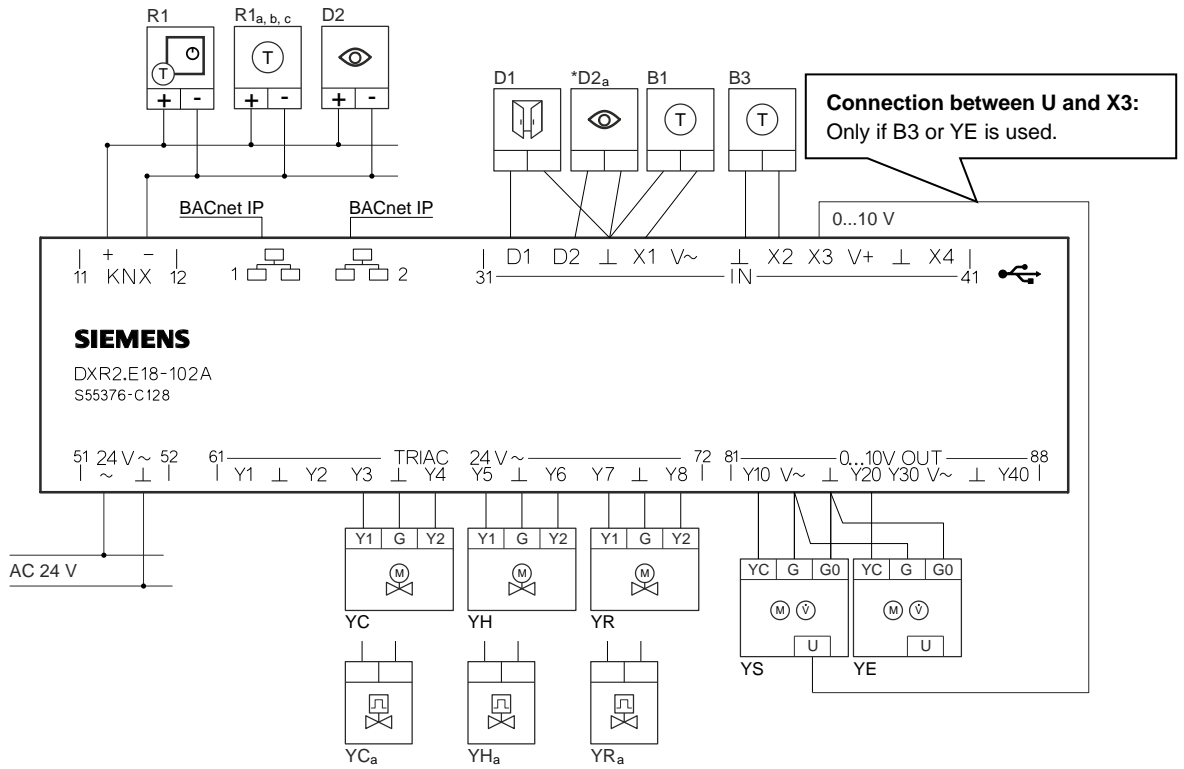 R1 R1a, b, c D2
T T
+ - + - + -
D1 *D2a B1 B3
T T
Connection between U and X3:
Only if B3 or YE is used.
BACnet IP BACnet IP
0...10 V
+ − D1 D2 ⊥ X1 V~ ⊥ X2 X3 V+ ⊥ X4
11 KNX 12 1 2 31 IN 41
SIEMENS
DXR2.E18-102A
S55376-C128
51 24 V ~ 52 61 TRIAC 24 V ~ 72 81 0...10V OUT 88
~ ⊥ Y1 ⊥ Y2 Y3 ⊥ Y4 Y5 ⊥ Y6 Y7 ⊥ Y8 Y10 V~ ⊥ Y20 Y30 V~ ⊥ Y40
AC 24 V
Y1 G Y2 Y1 G Y2 Y1 G Y2
M M M
YC YH YR
YC G G0 YC G G0
M V̇ M V̇
U U
YS YE
YCa YHa YRa